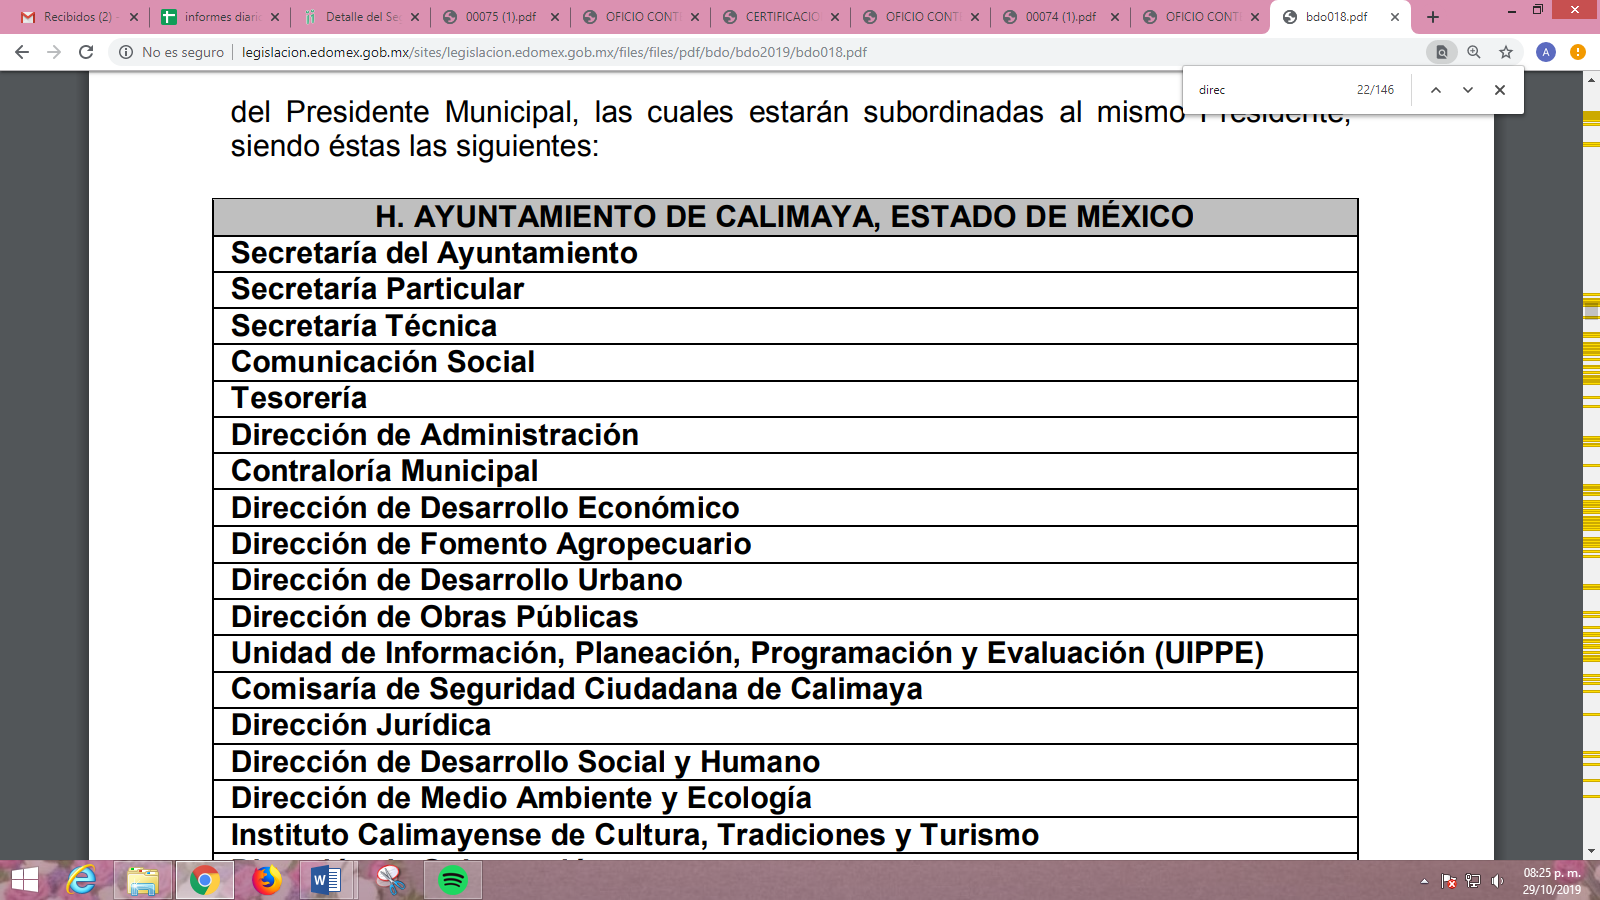 Recibidos (2) -
informes diari
Detalle del Se
00075 (1).pdf
OFICIO CONT
CERTIFICACIO
OFICIO CONT
00074 (1).pdf
OFICIO CONT
bdo018.pdf
No es seguro
legislacion.edomex.gob.mx/sites/legislacion.edomex.gob.mx/files/files/pdf/bdo/bdo2019/bdo018.pdf
A
direc
22/146
del Presidente Municipal, las cuales estarán subordinadas al mismo Presidente,
siendo éstas las siguientes:
H. AYUNTAMIENTO DE CALIMAYA, ESTADO DE MÉXICO
Secretaría del Ayuntamiento
Secretaría Particular
Secretaría Técnica
Comunicación Social
Tesorería
Dirección de Administración
Contraloría Municipal
Dirección de Desarrollo Económico
Dirección de Fomento Agropecuario
Dirección de Desarrollo Urbano
Dirección de Obras Públicas
Unidad de Información, Planeación, Programación y Evaluación (UIPPE)
Comisaría de Seguridad Ciudadana de Calimaya
Dirección Jurídica
Dirección de Desarrollo Social y Humano
Dirección de Medio Ambiente y Ecología
Instituto Calimayense de Cultura, Tradiciones y Turismo
08:25 p. m.
29/10/2019